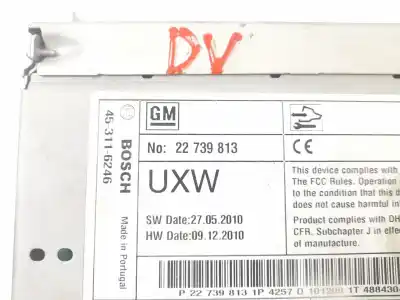 DV
GM
No: 22 739 813
UXW
SW Date:27.05.2010
HW Date:09.12.2010
CE
This device complies with
The FCC Rules. Operation
to the condition that this d
does not cause harmful in
Product complies with DH
CFR, Subchapter J in effe
of manufacture.
BOSCH
45-311-6246
Made in Portugal
P 22 739 813 1P 4257 D 101209 1T 4884304